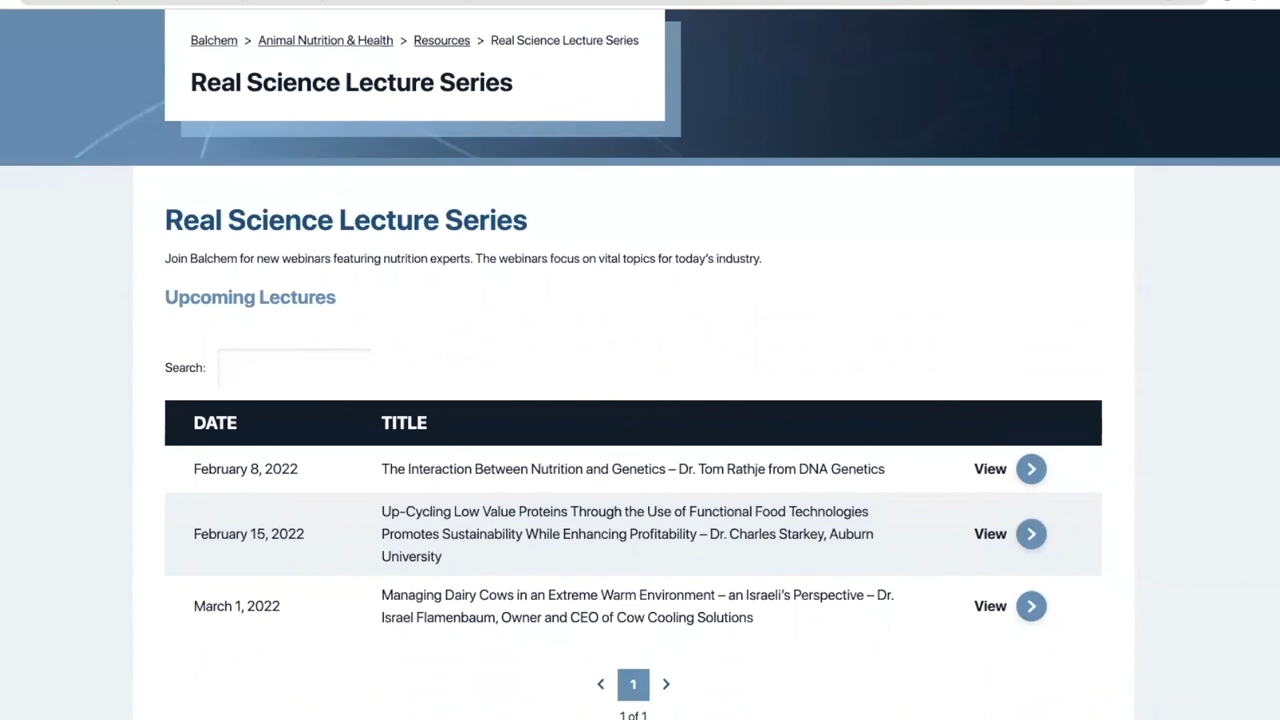 Balchem > Animal Nutrition & Health > Resources > Real Science Lecture Series
Real Science Lecture Series
Real Science Lecture Series
Join Balchem for new webinars featuring nutrition experts. The webinars focus on vital topics for today's industry.
Upcoming Lectures
Search:
DATE TITLE
February 8, 2022 The Interaction Between Nutrition and Genetics – Dr. Tom Rathje from DNA Genetics View
Up-Cycling Low Value Proteins Through the Use of Functional Food Technologies
February 15, 2022 Promotes Sustainability While Enhancing Profitability – Dr. Charles Starkey, Auburn View
University
Managing Dairy Cows in an Extreme Warm Environment – an Israeli's Perspective – Dr.
March 1, 2022 View
Israel Flamenbaum, Owner and CEO of Cow Cooling Solutions
< 1 >
1 of 1